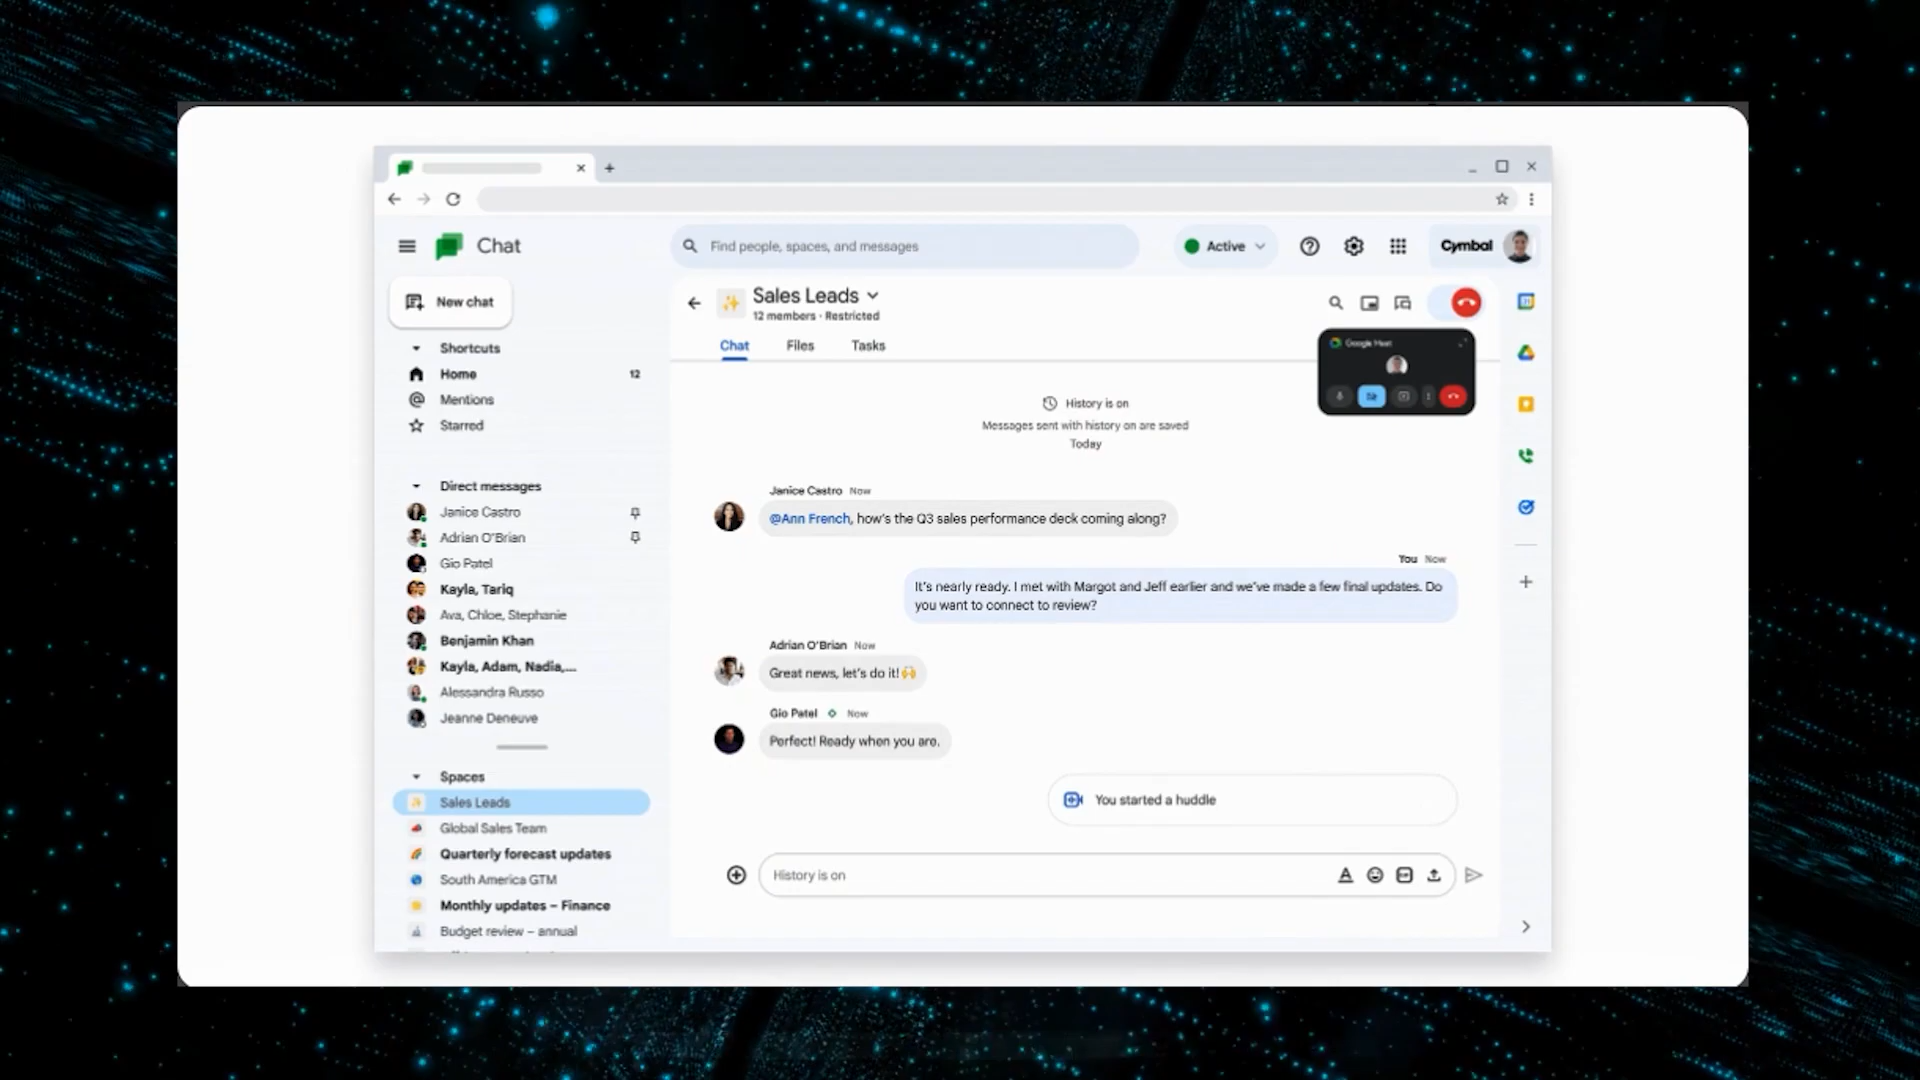 Chat
Find people, spaces, and messages
Active
Cymbal
New chat
Shortcuts
Home 12
Mentions
Starred
Direct messages
Janice Castro
Adrian O'Brian
Gio Patel
Kayla, Tariq
Ava, Chloe, Stephanie
Benjamin Khan
Kayla, Adam, Nadia,...
Alessandra Russo
Jeanne Deneuve
Spaces
Sales Leads
Global Sales Team
Quarterly forecast updates
South America GTM
Monthly updates – Finance
Budget review – annual
Sales Leads
12 members · Restricted
Chat Files Tasks
Google Meet
History is on
Messages sent with history on are saved
Today
Janice Castro Now
@Ann French, how's the Q3 sales performance deck coming along?
You Now
It's nearly ready. I met with Margot and Jeff earlier and we've made a few final updates. Do
you want to connect to review?
Adrian O'Brian Now
Great news, let's do it! 🙌
Gio Patel Now
Perfect! Ready when you are.
You started a huddle
History is on